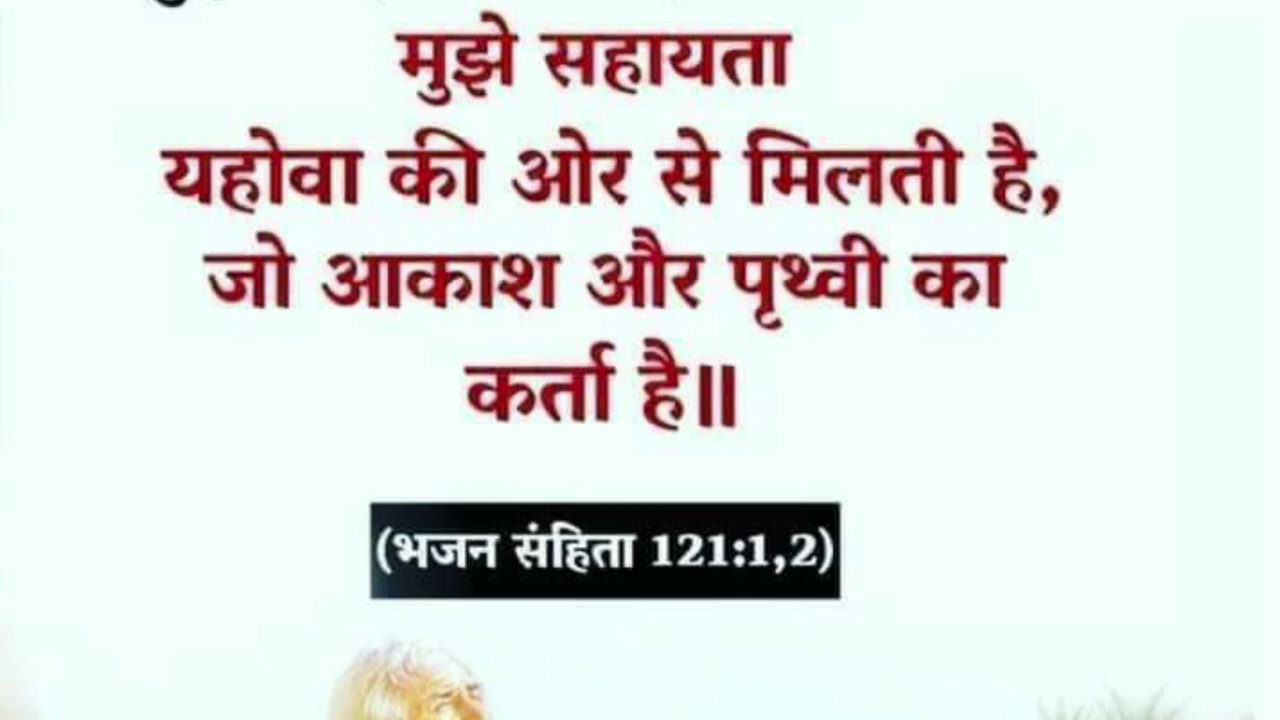 मुझे सहायता
यहोवा की ओर से मिलती है,
जो आकाश और पृथ्वी का
कर्ता है॥
(भजन संहिता 121:1,2)